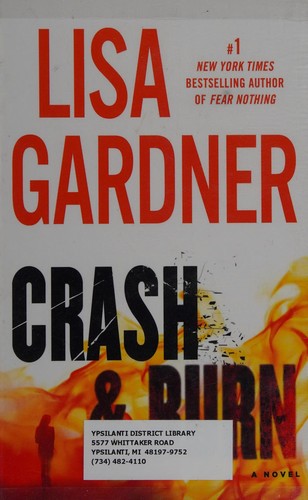 LISA
GARDNER
#1
NEW YORK TIMES
BESTSELLING AUTHOR
OF FEAR NOTHING
CRASH
& BURN
YPSILANTI DISTRICT LIBRARY
5577 WHITTAKER ROAD
YPSILANTI, MI 48197-9752
(734) 482-4110
A NOVEL